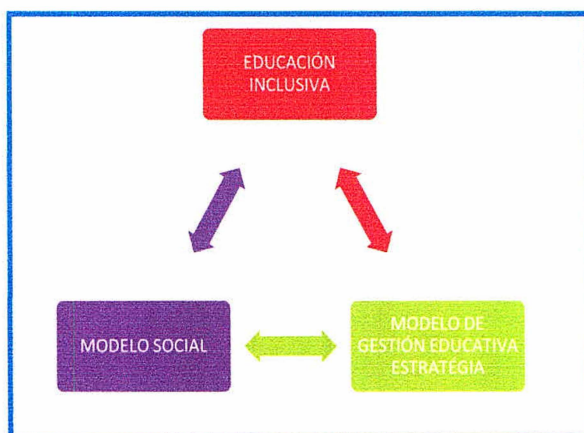 EDUCACIÓN
INCLUSIVA
MODELO SOCIAL
MODELO DE
GESTIÓN EDUCATIVA
ESTRATÉGIA